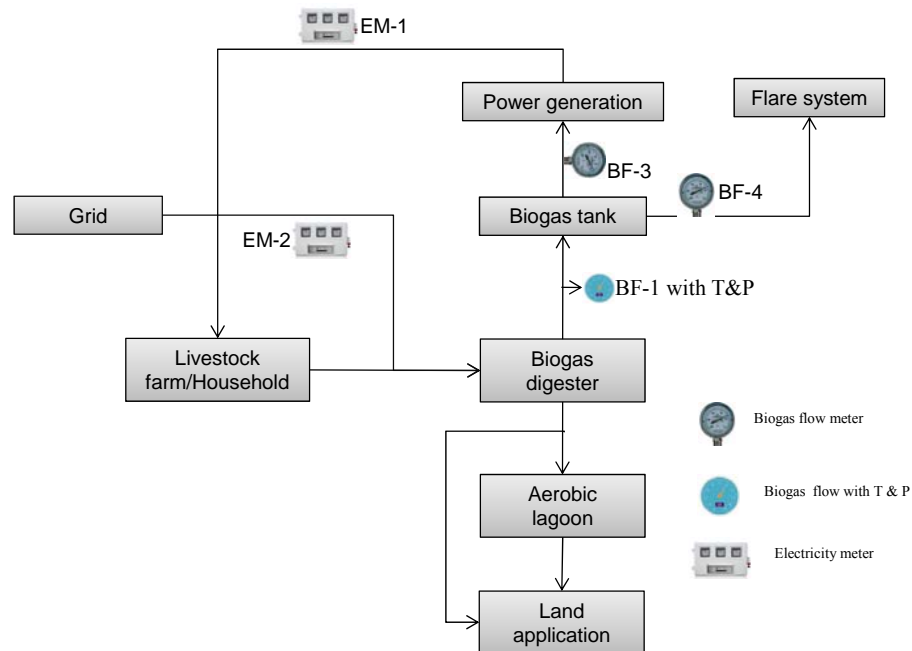 EM-1
Power generation
Flare system
BF-3
BF-4
Grid
Biogas tank
EM-2
BF-1 with T&P
Livestock
farm/Household
Biogas
digester
Biogas flow meter
Aerobic
lagoon
Biogas flow with T & P
Electricity meter
Land
application